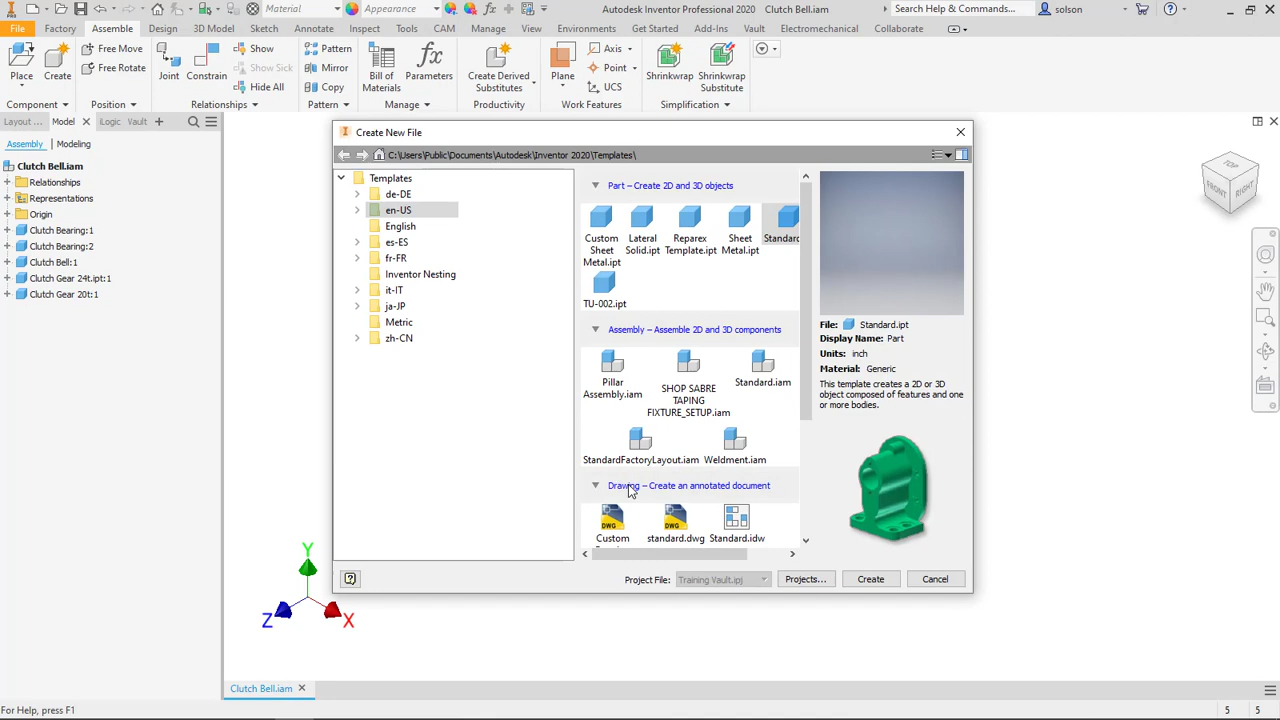 Material
Appearance
Autodesk Inventor Professional 2020 Clutch Bell.iam
Search Help & Commands...
solson
File Factory Assemble Design 3D Model Sketch Annotate Inspect Tools CAM Manage View Environments Get Started Add-Ins Vault Electromechanical Collaborate
Place Create
Free Move
Free Rotate
Joint Constrain
Show
Show Sick
Hide All
Pattern
Mirror
Copy
Bill of
Materials
Parameters
Create Derived
Substitutes
Plane
Axis
Point
UCS
Shrinkwrap
Shrinkwrap
Substitute
Component Position Relationships Pattern Manage Productivity Work Features Simplification
Layout ... Model iLogic Vault
Assembly Modeling
Clutch Bell.iam
Relationships
Representations
Origin
Clutch Bearing:1
Clutch Bearing:2
Clutch Bell:1
Clutch Gear 24t.ipt:1
Clutch Gear 20t:1
Create New File
C:\Users\Public\Documents\Autodesk\Inventor 2020\Templates\
Templates
de-DE
en-US
English
es-ES
fr-FR
Inventor Nesting
it-IT
ja-JP
Metric
zh-CN
Part – Create 2D and 3D objects
Custom
Sheet
Metal.ipt
Lateral
Solid.ipt
Reparex
Template.ipt
Sheet
Metal.ipt
Standard
TU-002.ipt
Assembly – Assemble 2D and 3D components
Pillar
Assembly.iam
SHOP SABRE
TAPING
FIXTURE_SETUP.iam
Standard.iam
StandardFactoryLayout.iam Weldment.iam
Drawing – Create an annotated document
DWG DWG
Custom standard.dwg Standard.idw
File: Standard.ipt
Display Name: Part
Units: inch
Material: Generic
This template creates a 2D or 3D
object composed of features and one
or more bodies.
Project File: Training Vault.ipj Projects... Create Cancel
TOP
FRONT RIGHT
Y
Z X
Clutch Bell.iam
For Help, press F1
5 5